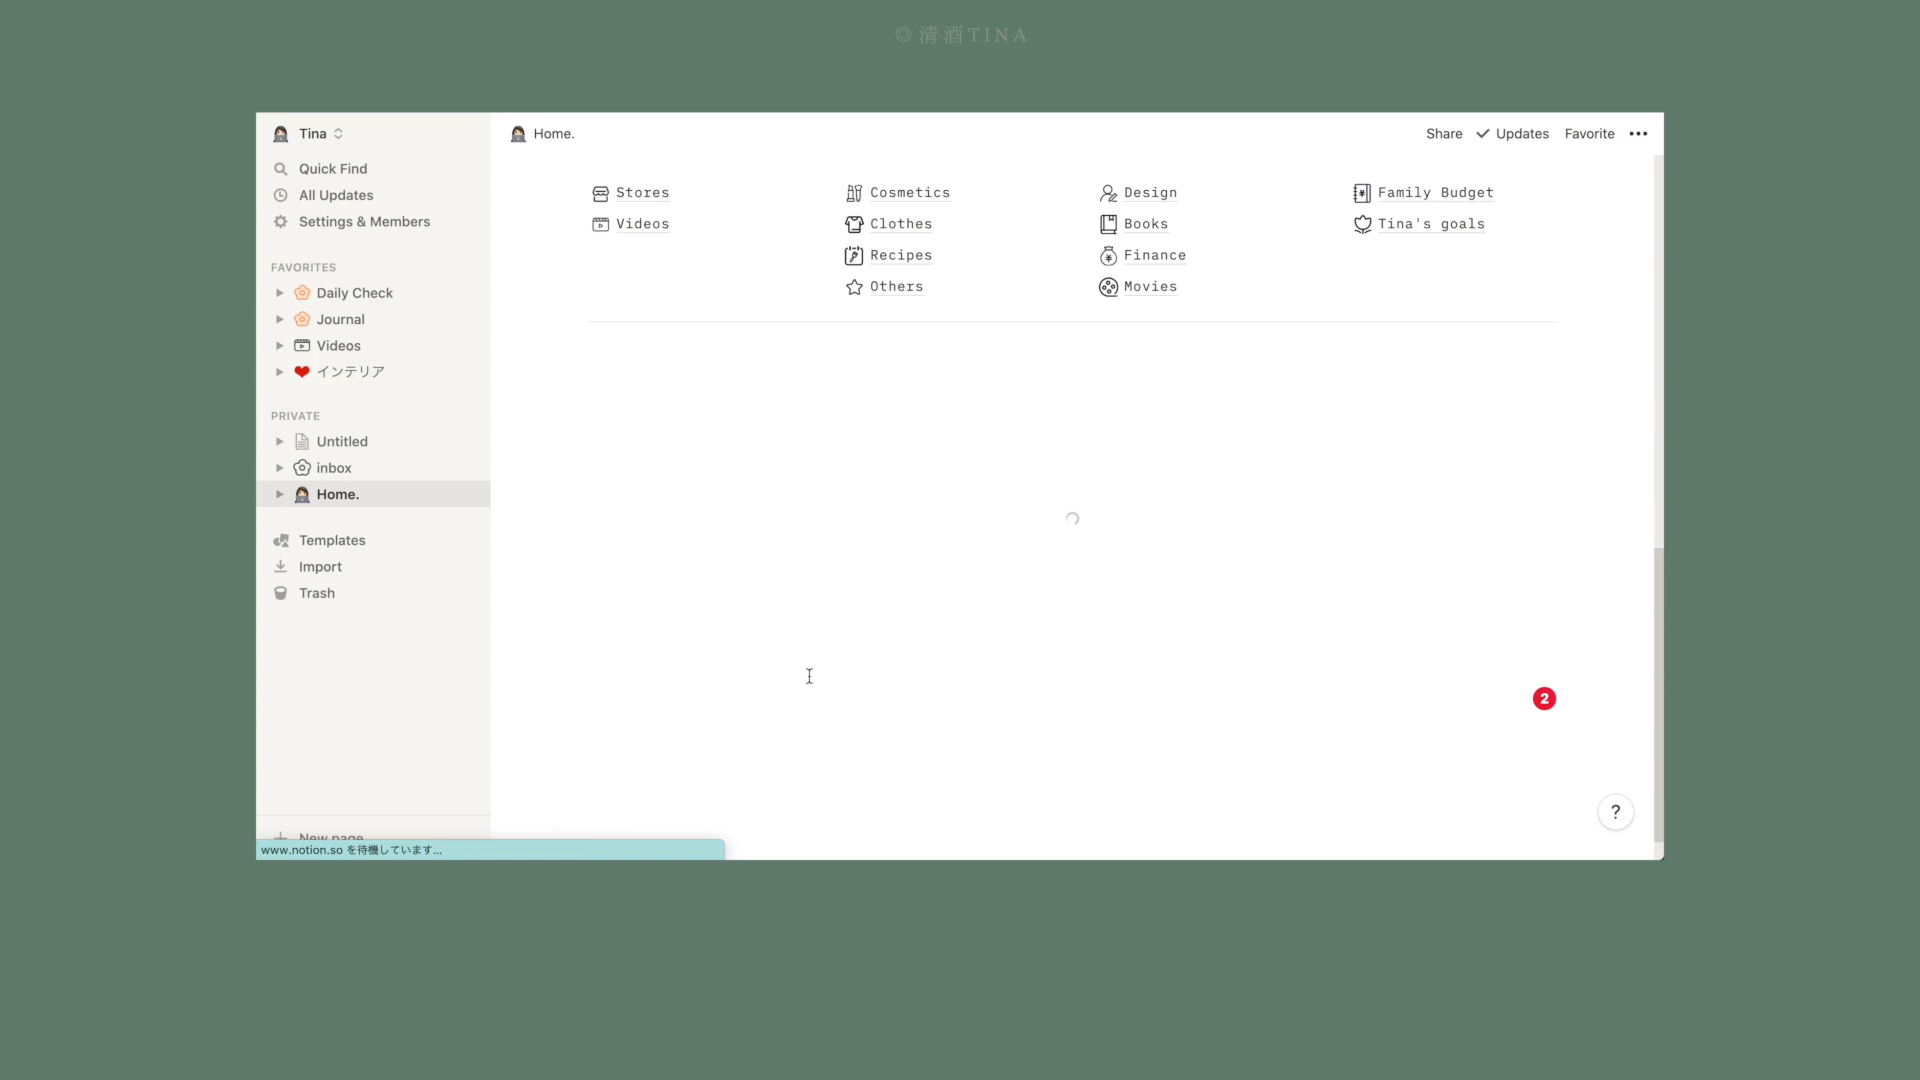 ◎清酒TINA
Tina
Quick Find
All Updates
Settings & Members
FAVORITES
Daily Check
Journal
Videos
インテリア
PRIVATE
Untitled
inbox
Home.
Templates
Import
Trash
New page
www.notion.so を待機しています...
Home.
Share
Updates
Favorite
Stores
Videos
Cosmetics
Clothes
Recipes
Others
Design
Books
Finance
Movies
Family Budget
Tina's goals
2
?